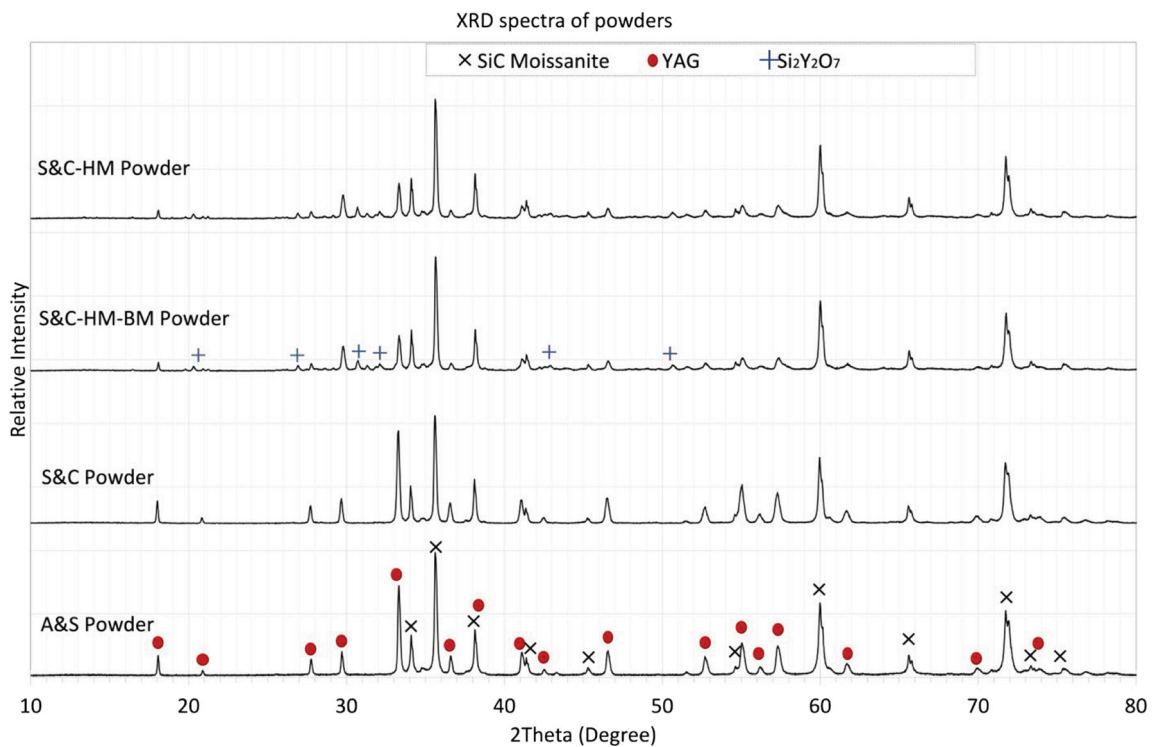 XRD spectra of powders
× SiC Moissanite ● YAG + Si₂Y₂O₇
S&C-HM Powder
S&C-HM-BM Powder
S&C Powder
A&S Powder
Relative Intensity
10 20 30 40 50 60 70 80
2Theta (Degree)